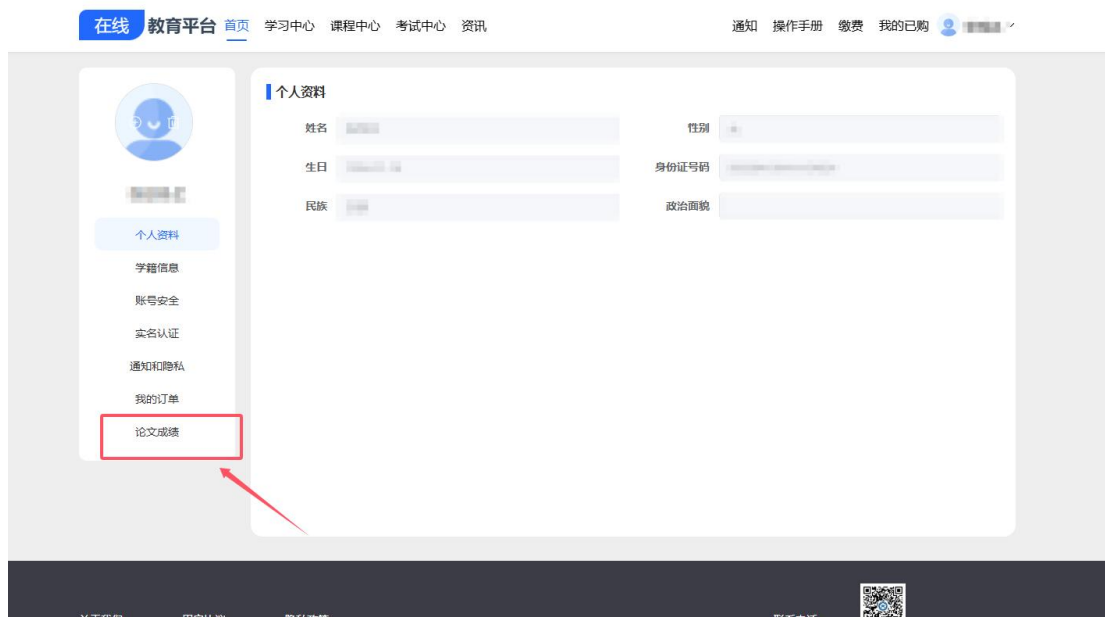 在线教育平台 首页 学习中心 课程中心 考试中心 资讯 通知 操作手册 缴费 我的已购
个人资料
姓名 性别
生日 身份证号码
民族 政治面貌
个人资料
学籍信息
账号安全
实名认证
通知和隐私
我的订单
论文成绩